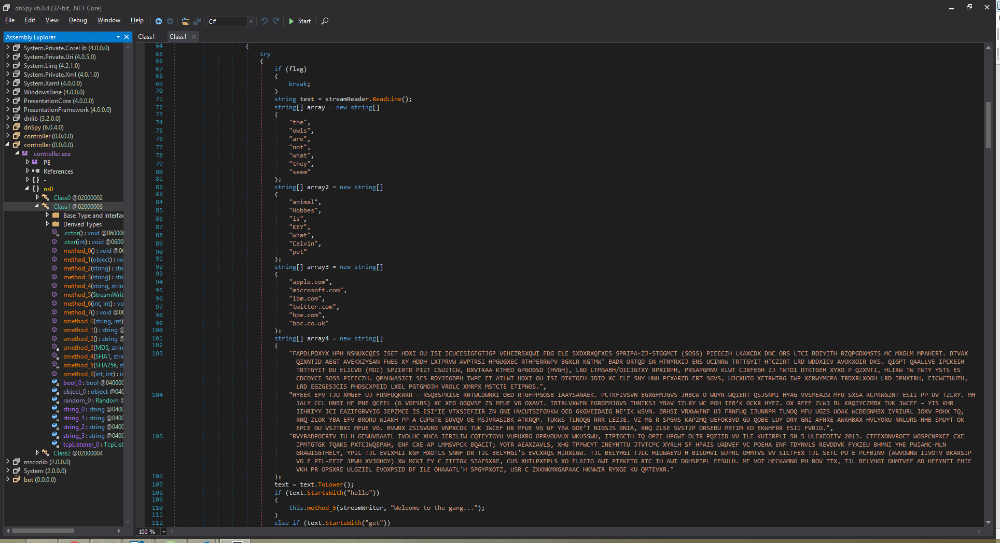 dnSpy v6.0.4 (32-bit, .NET Core)
File Edit View Debug Window Help C# Start
Assembly Explorer
System.Private.CoreLib (4.0.0.0)
System.Private.Uri (4.0.5.0)
System.Linq (4.2.1.0)
System.Private.Xml (4.0.1.0)
System.Xaml (4.0.0.0)
WindowsBase (4.0.0.0)
PresentationCore (4.0.0.0)
PresentationFramework (4.0.0.0)
dnlib (3.2.0.0)
dnSpy (6.0.4.0)
controller (0.0.0.0)
controller (0.0.0.0)
controller.exe
PE
References
{ } -
{ } ns0
Class0 @02000002
Class1 @02000003
Base Type and Interfac
Derived Types
.cctor() : void @06000
.ctor(int) : void @0600
method_0() : void @06
method_1(object) : vo
method_2(string) : stri
method_3(string) : stri
method_4(string, strin
method_5(StreamWrit
method_6(int, int) : vo
method_7() : void @06
smethod_0(string, int)
smethod_1() : string @
smethod_2() : string @
smethod_3(MD5, strin
smethod_4(SHA1, strin
smethod_5(SHA256, st
smethod_6(int, int) : ir
bool_0 : bool @04000
object_0 : object @040
random_0 : Random @
string_0 : string @0400
string_1 : string @0400
string_2 : string @0400
string_3 : string @0400
tcpListener_0 : TcpList
Class2 @02000004
mscorlib (2.0.0.0)
System (2.0.0.0)
bot (0.0.0.0)
Class1 Class1
64 {
65 try
66 {
67 if (flag)
68 {
69 break;
70 }
71 string text = streamReader.ReadLine();
72 string[] array = new string[]
73 {
74 "the",
75 "owls",
76 "are",
77 "not",
78 "what",
79 "they",
80 "seem"
81 };
82 string[] array2 = new string[]
83 {
84 "animal",
85 "Hobbes",
86 "is",
87 "KEY",
88 "what",
89 "Calvin",
90 "pet"
91 };
92 string[] array3 = new string[]
93 {
94 "apple.com",
95 "microsoft.com",
96 "ibm.com",
97 "twitter.com",
98 "hpe.com",
99 "bbc.co.uk"
100 };
101 string[] array4 = new string[]
102 {
103 "FAPDLPDXYX HPH NSNUXCQES ISET HDXI OU ISI ICUCESIGFGTJGP VEHEZRSXQWI FDG ELE SXDXRXQFXES SPRIPA-ZJ-STGGMCT (SOSS) PIEECZH LKAXCDX DNC ORS LTCI BDIYITH RZQPGDXMSTS MC MXGLM MPAHERT. BTVAX
QZXNTID AEGT AVEKXZYSAN FWES XY HDDH LXTPRVW AVPTRSI HPGUGXEC RTHPERRWPV BGXLR KGTMW’ BADR ORTQD SN HTNYRXIJ ENS UCINRW TRTTGYIT HTCZIRT LRD WDDXICV AVOKXOIR DKS. QIGPT QAALLVE IPCKEIH
TRTTGYIT DU ELICVD (MOI) SPZIRTD PIZT CSUITCW, DXVTXAA KTHED GPGOGSD (HVGH), LRD LTMGABH/DICJGTXY RPXIRPH, PRSAPGMNV KLWT CJXFEGH ZJ TWTDI DTKTGEH XYXO P QZXNTI, HLIRW TW TWTY YSTS ES
CDCOYCI SOSS PIEECZH. QPAHWASICI SES RDYJIGBPH TWPE ET ATLWT HDXI OU ISI DTKTGEH JDID XC ELE SNY HNH PEXARZD ERT SGVS, UJCXHTG XETRWTRG IWP XERWYMCPA TRDXRLXOGH LRD IPNXIRH, EICWCTUUTH,
LRD EGZGESJCIS PHDSCXPEID LXEL PGTGMOJH VROLC XMRPX MSTCTE ETIPNOS.",
104 "HYEEK EFV TJU XMGEF UJ FRNFUQKRRR – RSQBSPXISE RNTWCDWNXI OED RTGFPPGOSB IAAYSANAEK. PCTKFIVSVN EGRGFMJGVS JHBCW O WUYR-WQIERT QSJSNMI HYAG VVSMEAZW MFU SXSA RCPKWGZNT ESII PP UV TZLRY. MH
JALY CCL HNBI HF PNE QCEEL (G VOESBS) XC XEG GGQVSF ZS MFUE VG OXAVT. IBTRLVXWFN EGRGFMJGVS THNTKSJ YBAV TZLRY WC POH IEB’K OCKR HYEZ. OX RFEF ZLWJ BL KRQIYCZMBX TUK JWCEF – YIS KHR
JIHRIYY JCI EAZIFGRVYIG JEPZMCE IS ESI’IE VTXSIEFZIR ZN GNI HVCUTSZFGVKW OED GKGVEIDAIG NE’IK WSVN. BRHSI VRXWWFNF UJ FRNFUQ IJUNRPM TLNOQ MFU UGZS UOAK WCDEGNMBX IYRIURL JOXV POHX TQ,
RNQ ZLOK YBA EFV BRORU WIAKH PP A CUPWTE SUVQV OE MSJVRASIBK ATKRQP. TUKWS TLNOQG RRR LEZJE. VZ MG R SPGVS KAPZMQ UEFOKBVD GU QOBE LUY DRY GNI AFNRE AWKHBAX HVLYORU RNLURS NHB SMUYT OK
EPCE GU VSJTBXI MFUE VG. BVWRX ZSISVURG VNPXCDK TUK JWCEF UR MFUE VG GF YBA GOE’T NIGSJS GNIA, RNQ ZLSE SVSTZP DRSEBU MBTIM KO EKWHFRR ESII FVRIG.",
105 "RVYRADPOERTV IU H GENUVBAATL IVOLHC XHCA IERILIW CQTEYTGYH VUPUXRG OPRVOUVUX WKUSSWU, ITPIGCTH TQ OPZE HPGWT DLTR PQZIID VV ILE KUIIRPLI SN 5 ULEXEOITV 2013. CTFEXONVROET WGSPCNPXEF CXE
IPMTGTGK TQAKS PXTCJWQEPAH, ENF CXE AP LMMSVPCK BQACIT; YOTR AEAXZAVLS, XHG TPPWCYT INEYNTTU JTVTCPC XYRLH SF HPAIS UADVEF VC POEHA ENF TDYNVLS REVDDVK FYXZEU BHMNI YHE PWIAMC-MLN
GRAWISGTHELY, YPIL TJL EVIXHII KGF HXOTLS SNNF DR TJL BELYHGI'S EVCXRQS HIRXLGW. TJL BELYHGI TJLC HIUWAEYU H BISUHVI WJPRL OHMTVS VV SICTFEX TJL SETC PU E PCFBINV (AWVOWNW IIVOTV BKARSIP
VG E PTL-EEIF JPWH XVJGHGY) XW MCKT FY C ZIETGK SIAFSXRE, CUS XHTLPXEPLS XO FLAITG AWI PTPKETG RTC IH AWI DGHSPIPL EESULH. MF VOT HECKAMNG PH ROV TTX, TJL BELYHGI OHMTVEF AD HEEYNTT FHIE
VKH PR OPSXRE ULGZIEL EVOXPSID DF ILE OHAAATL'H SPGYPXOTZ, USR C ZXKNKMXGAPAAC HKNWIR RYXGE KU QMTEVXR."
106 };
107 text = text.ToLower();
108 if (text.StartsWith("hello"))
109 {
110 this.method_5(streamWriter, "Welcome to the gang...");
111 }
112 else if (text.StartsWith("get"))
100 %